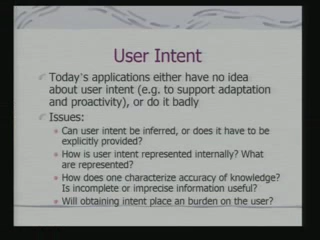 User Intent
Today's applications either have no idea
about user intent (e.g. to support adaptation
and proactivity), or do it badly
Issues:
Can user intent be inferred, or does it have to be
explicitly provided?
How is user intent represented internally? What
are represented?
How does one characterize accuracy of knowledge?
Is incomplete or imprecise information useful?
Will obtaining intent place an burden on the user?